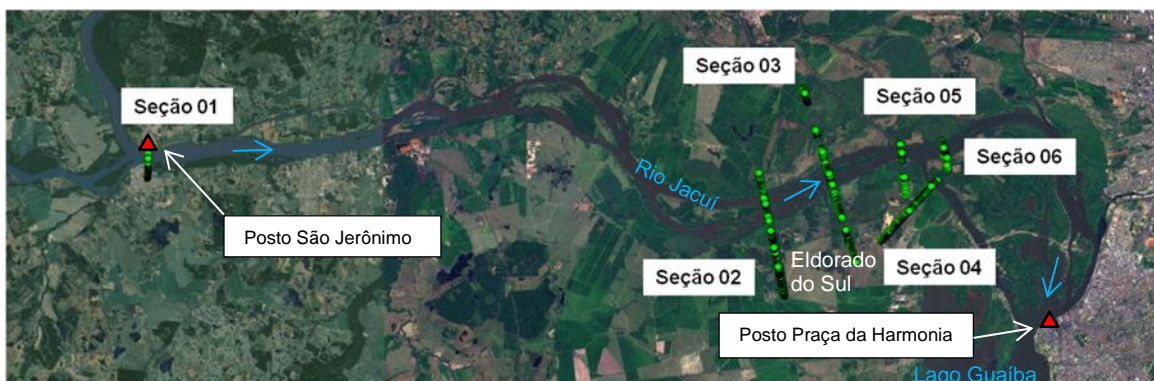 Seção 03
Seção 01
Seção 05
Seção 06
Rio Jacuí
Posto São Jerônimo
Eldorado
do Sul
Seção 02
Seção 04
Posto Praça da Harmonia
Lago Guaíba